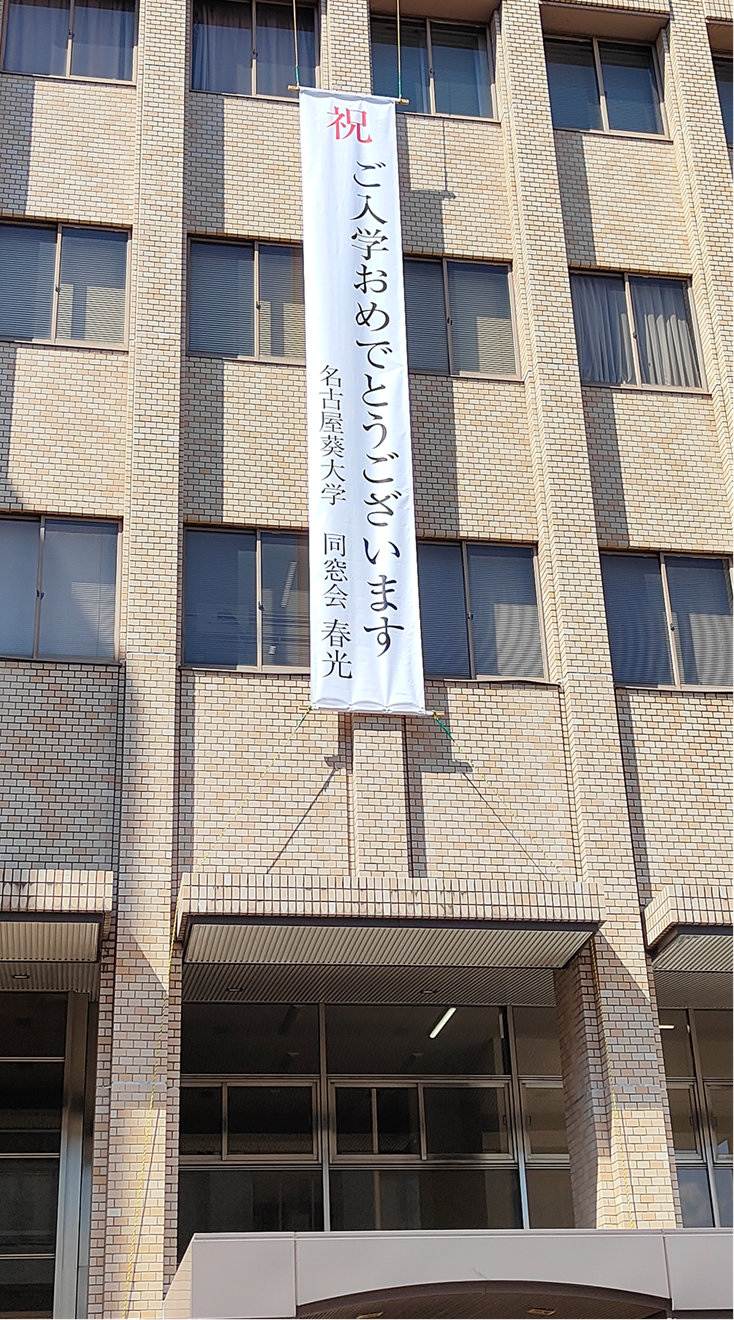 祝
ご入学おめでとうございます
名古屋葵大学　同窓会 春光